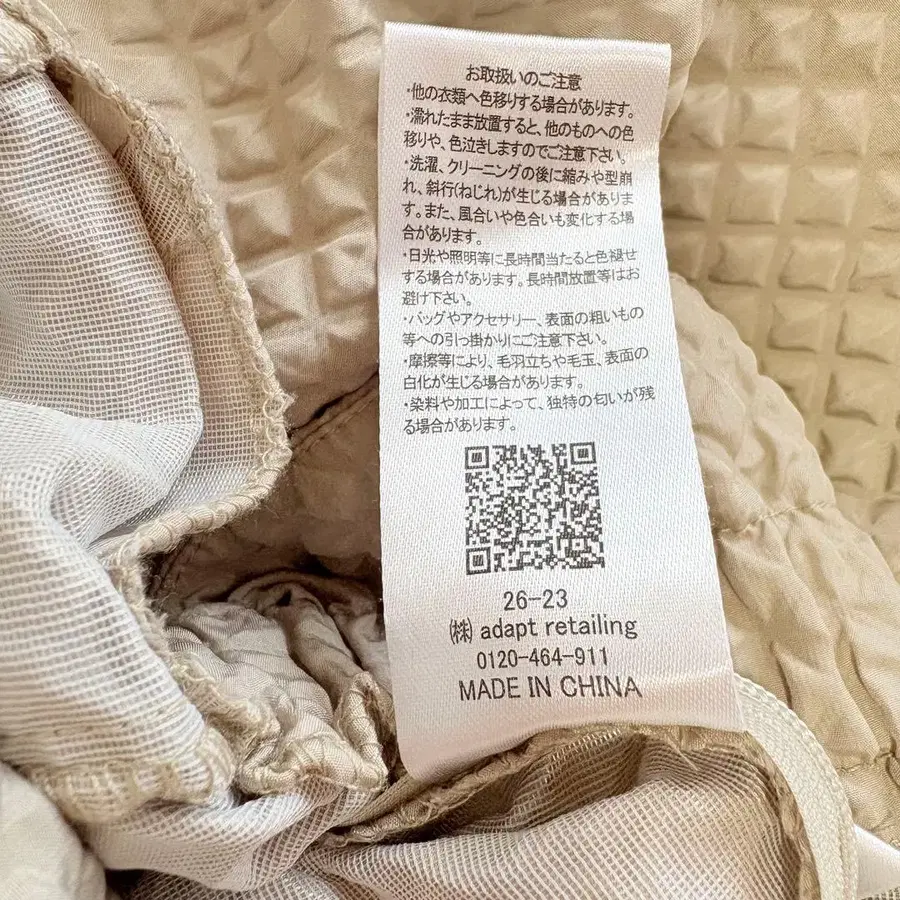 お取扱いのご注意
・他の衣類へ色移りする場合があります。
・濡れたまま放置すると、他のものへの色
移りや、色泣きしますのでご注意下さい。
・洗濯、クリーニングの後に縮みや型崩
れ、斜行(ねじれ)が生じる場合がありま
す。また、風合いや色合いも変化する場
合があります。
・日光や照明等に長時間当たると色褪せ
する場合があります。長時間放置等はお
避け下さい。
・バッグやアクセサリー、表面の粗いもの
等への引っ掛かりにご注意下さい。
・摩擦等により、毛羽立ちや毛玉、表面の
白化が生じる場合があります。
・染料や加工によって、独特の匂いが残
る場合があります。
26-23
㈱ adapt retailing
0120-464-911
MADE IN CHINA